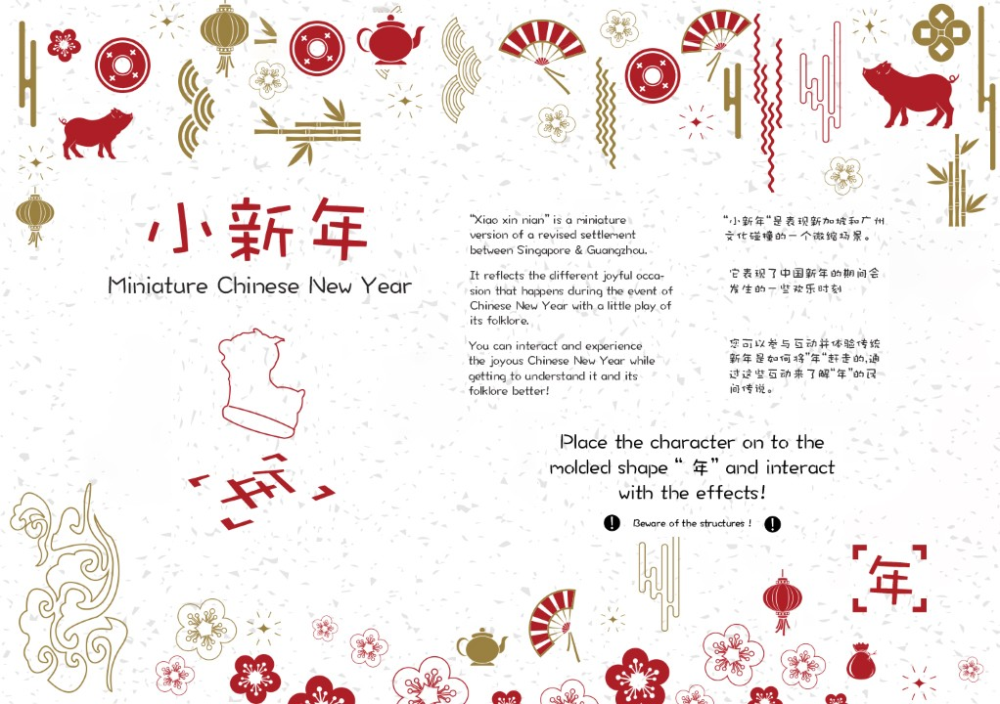 小新年
Miniature Chinese New Year
“Xiao xin nian” is a miniature
version of a revised settlement
between Singapore & Guangzhou.
It reflects the different joyful occa-
sion that happens during the event of
Chinese New Year with a little play of
its folklore.
You can interact and experience
the joyous Chinese New Year while
getting to understand it and its
folklore better!
“小新年“是表现新加坡和广州
文化碰撞的一个微缩场景。
它表现了中国新年的期间会
发生的一些欢乐时刻
您可以参与互动并体验传统
新年是如何将”年“赶走的,通
过这些互动来了解“年”的民
间传说。
Place the character on to the
molded shape “ 年” and interact
with the effects!
! Beware of the structures ! !
年
年